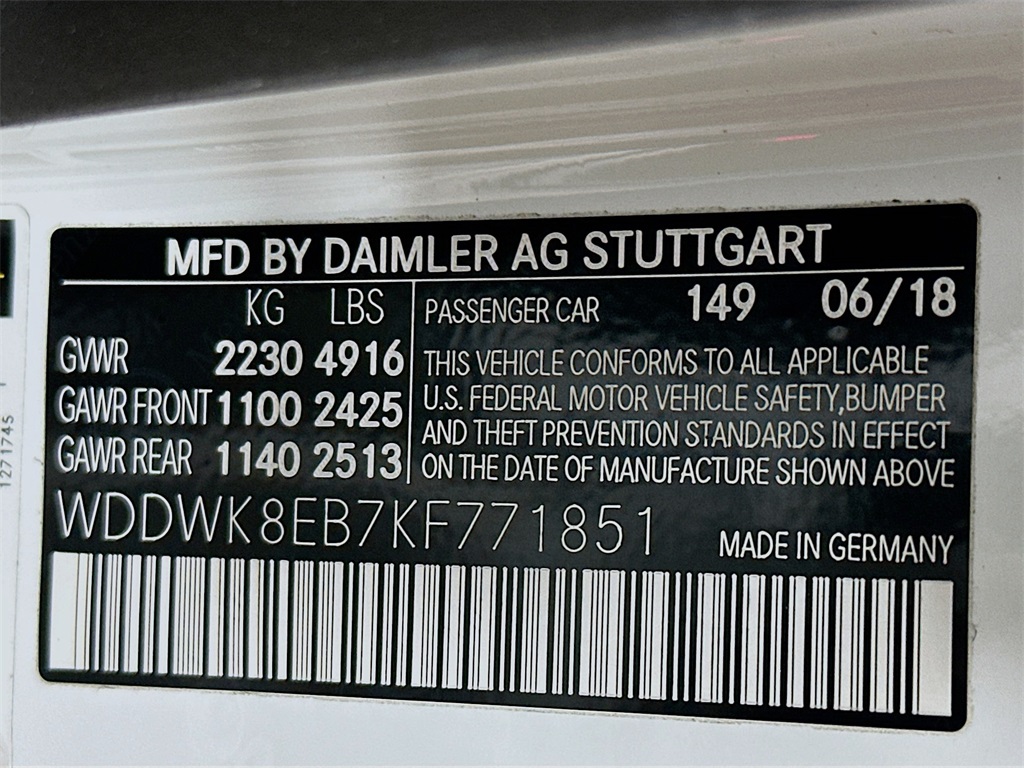 MFD BY DAIMLER AG STUTTGART
KG LBS
GVWR 2230 4916
GAWR FRONT 1100 2425
GAWR REAR 1140 2513
PASSENGER CAR 149 06/18
THIS VEHICLE CONFORMS TO ALL APPLICABLE
U.S. FEDERAL MOTOR VEHICLE SAFETY,BUMPER
AND THEFT PREVENTION STANDARDS IN EFFECT
ON THE DATE OF MANUFACTURE SHOWN ABOVE
WDDWK8EB7KF771851
MADE IN GERMANY
1271745